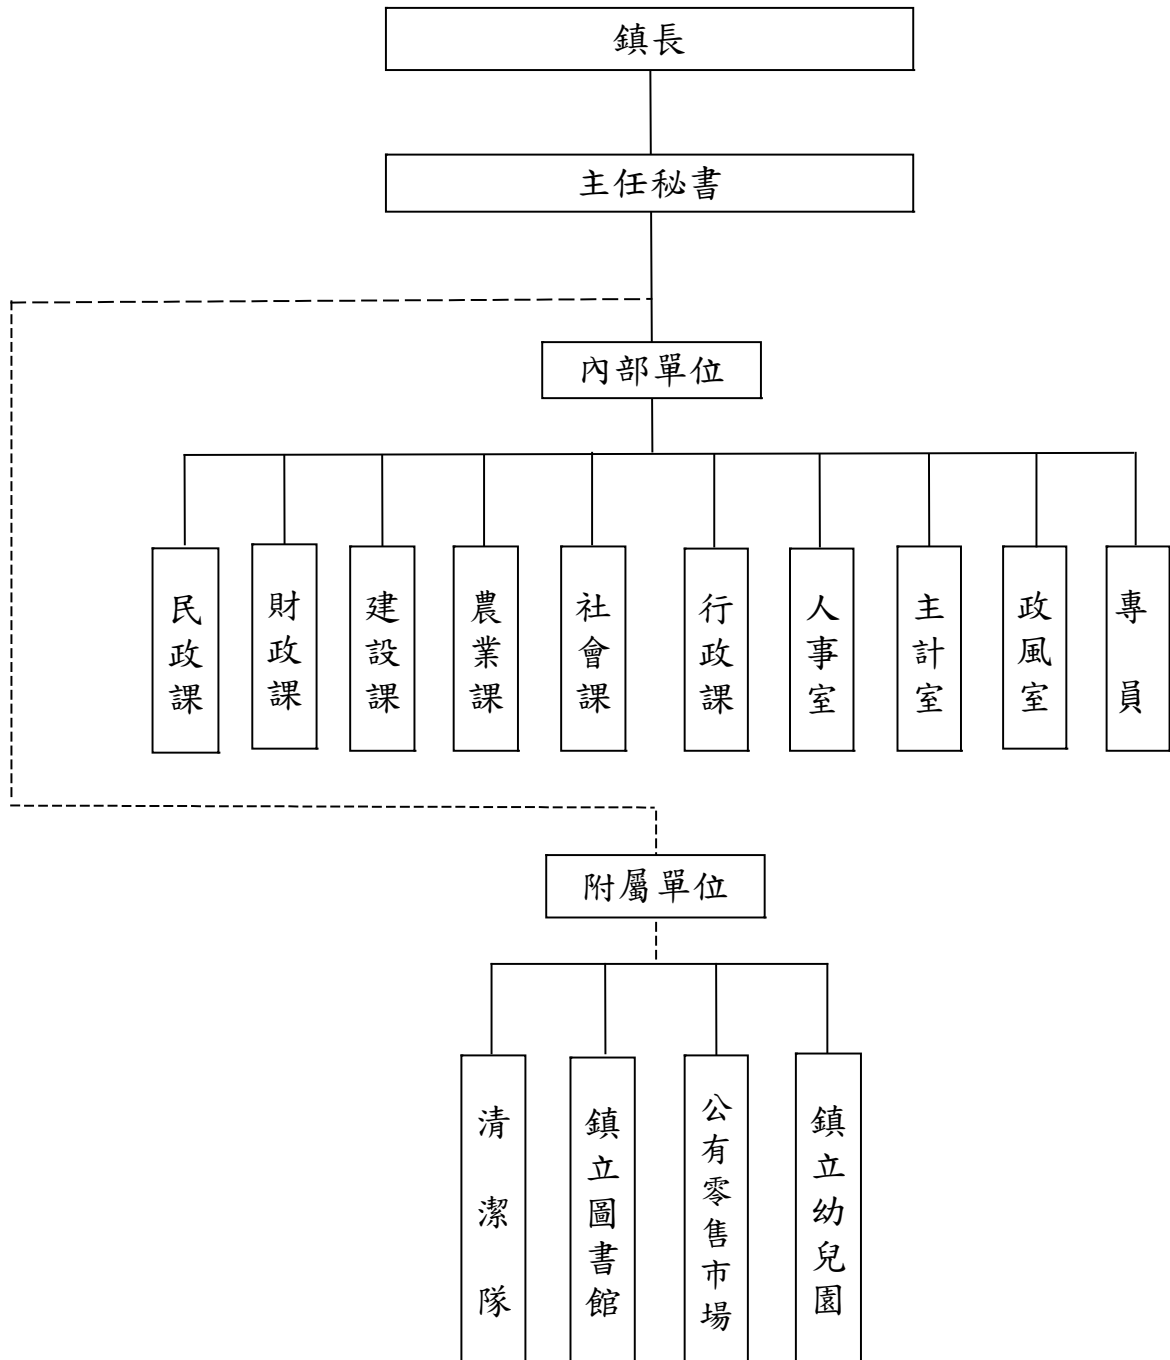 鎮長
主任秘書
內部單位
民政課
財政課
建設課
農業課
社會課
行政課
人事室
主計室
政風室
專員
附屬單位
清潔隊
鎮立圖書館
公有零售市場
鎮立幼兒園